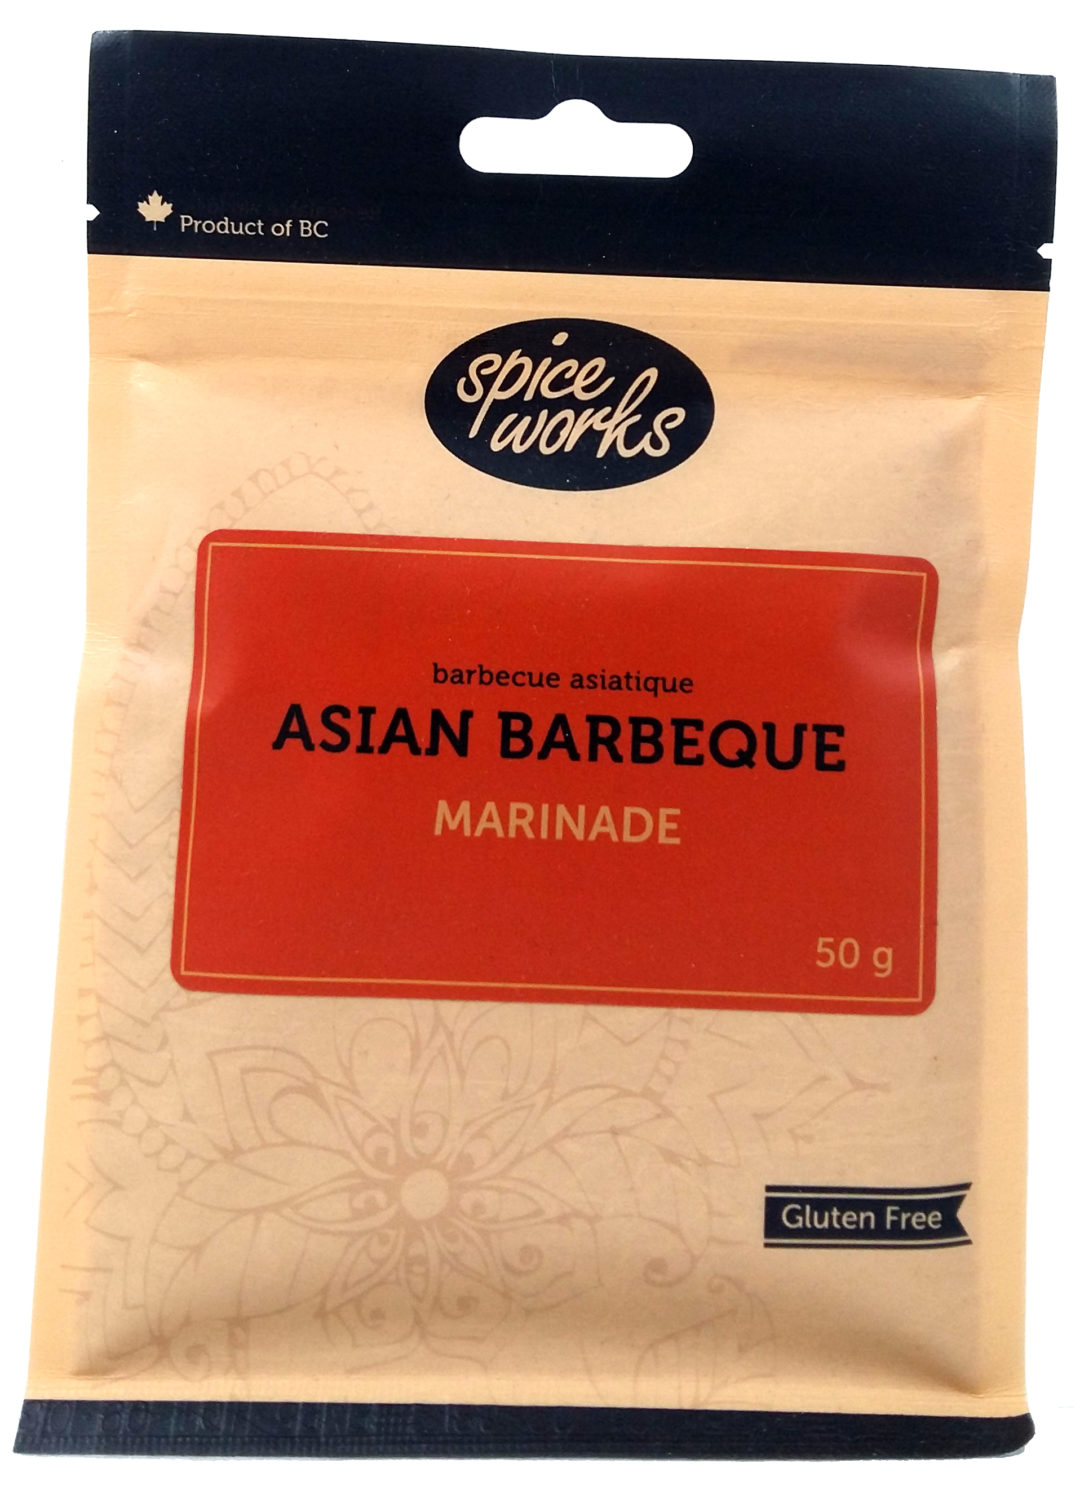 Product of BC
spice
works
barbecue asiatique
ASIAN BARBEQUE
MARINADE
50 g
Gluten Free